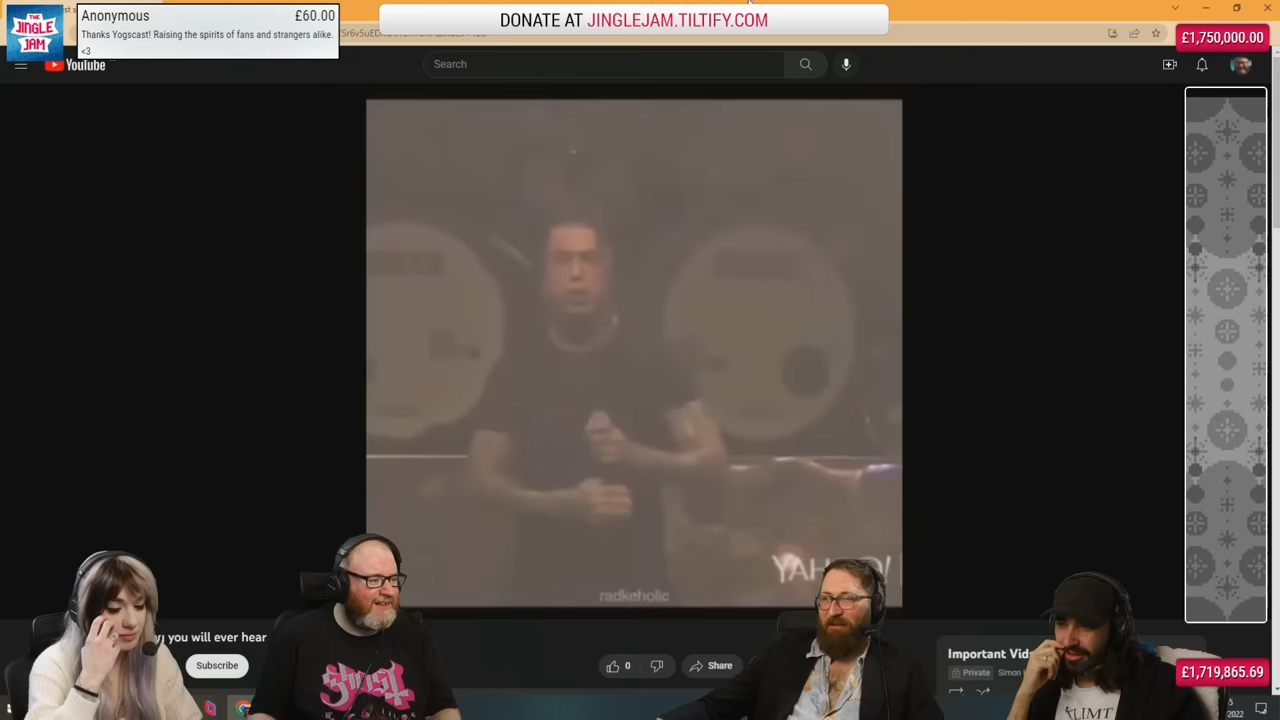 THE
JINGLE
JAM
Anonymous £60.00
Thanks Yogscast! Raising the spirits of fans and strangers alike.
<3
DONATE AT JINGLEJAM.TILTIFY.COM
£1,750,000.00
YouTube
Search
YAHOO!
radkeholic
you will ever hear
Subscribe
0
Share
Important Vid
Private Simon
Ghost
£1,719,865.69
2022